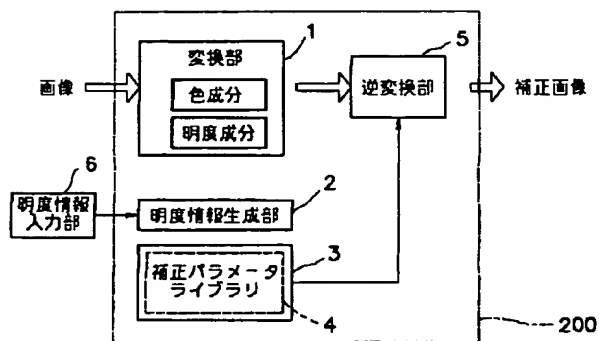 1
変換部
色成分
明度成分
画像
5
逆変換部
補正画像
6
明度情報
入力部
2
明度情報生成部
3
補正パラメータ
ライブラリ
4
200